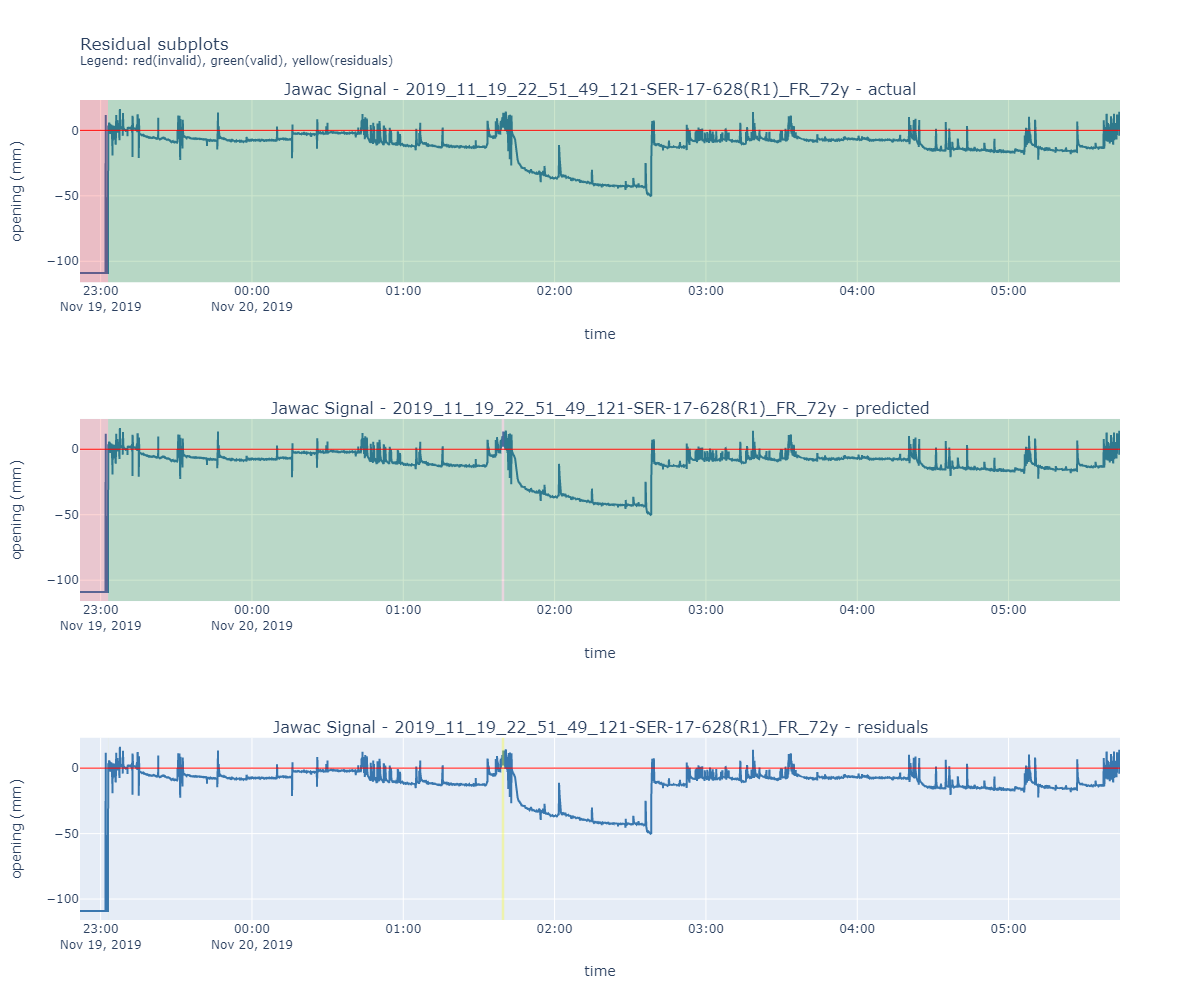 Residual subplots
Legend: red(invalid), green(valid), yellow(residuals)
Jawac Signal - 2019_11_19_22_51_49_121-SER-17-628(R1)_FR_72y - actual
0
−50
−100
opening (mm)
23:00 00:00 01:00 02:00 03:00 04:00 05:00
Nov 19, 2019 Nov 20, 2019
time
Jawac Signal - 2019_11_19_22_51_49_121-SER-17-628(R1)_FR_72y - predicted
0
−50
−100
opening (mm)
23:00 00:00 01:00 02:00 03:00 04:00 05:00
Nov 19, 2019 Nov 20, 2019
time
Jawac Signal - 2019_11_19_22_51_49_121-SER-17-628(R1)_FR_72y - residuals
0
−50
−100
opening (mm)
23:00 00:00 01:00 02:00 03:00 04:00 05:00
Nov 19, 2019 Nov 20, 2019
time